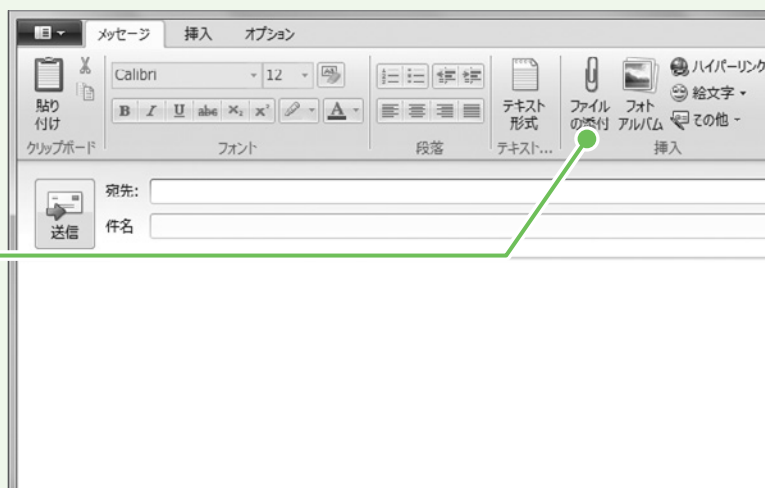 メッセージ 挿入 オプション
Calibri 12
ハイパーリンク
絵文字
その他
貼り
付け
B I U abc X₂ X² A
テキスト
形式
ファイル
の添付
フォト
アルバム
クリップボード フォント 段落 テキスト... 挿入
宛先:
送信
件名